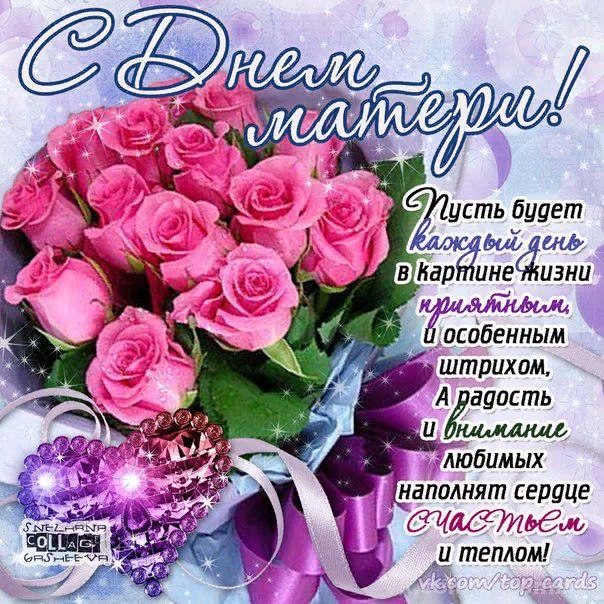 С Днем
матери!
Пусть будет
каждый день
в картине жизни
приятным,
и особенным
штрихом,
А радость
и внимание
любимых
наполнят сердце
счастьем
и теплом!
SNEZHANA
COLLAGE
GASHEEVA
vk.com/top_cards